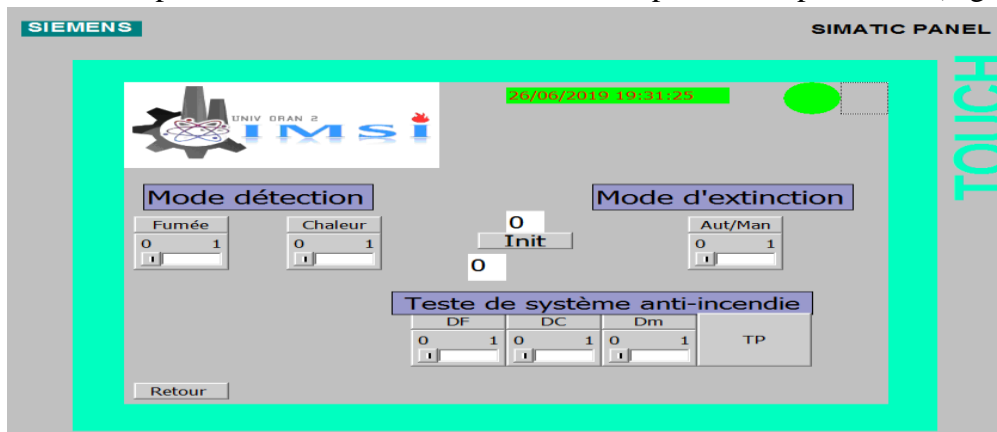 SIEMENS
SIMATIC PANEL
TOUCH
26/06/2019 19:31:25
UNIV ORAN 2
IMSi
Mode détection
Mode d'extinction
Fumée
Chaleur
Aut/Man
0 1
0 1
0 1
0
Init
0
Teste de système anti-incendie
DF DC Dm
TP
0 1 0 1 0 1
Retour